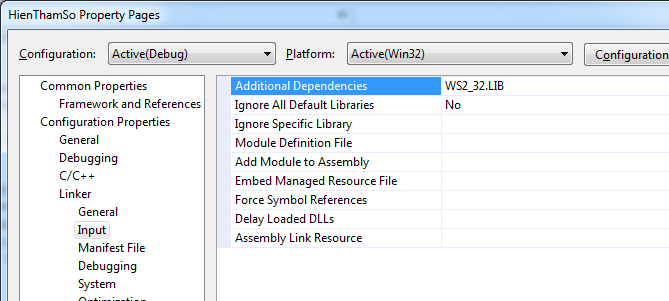 HienThamSo Property Pages
Configuration: Active(Debug) Platform: Active(Win32) Configuration
Common Properties
Framework and References
Configuration Properties
General
Debugging
C/C++
Linker
General
Input
Manifest File
Debugging
System
Optimization
Additional Dependencies WS2_32.LIB
Ignore All Default Libraries No
Ignore Specific Library
Module Definition File
Add Module to Assembly
Embed Managed Resource File
Force Symbol References
Delay Loaded DLLs
Assembly Link Resource